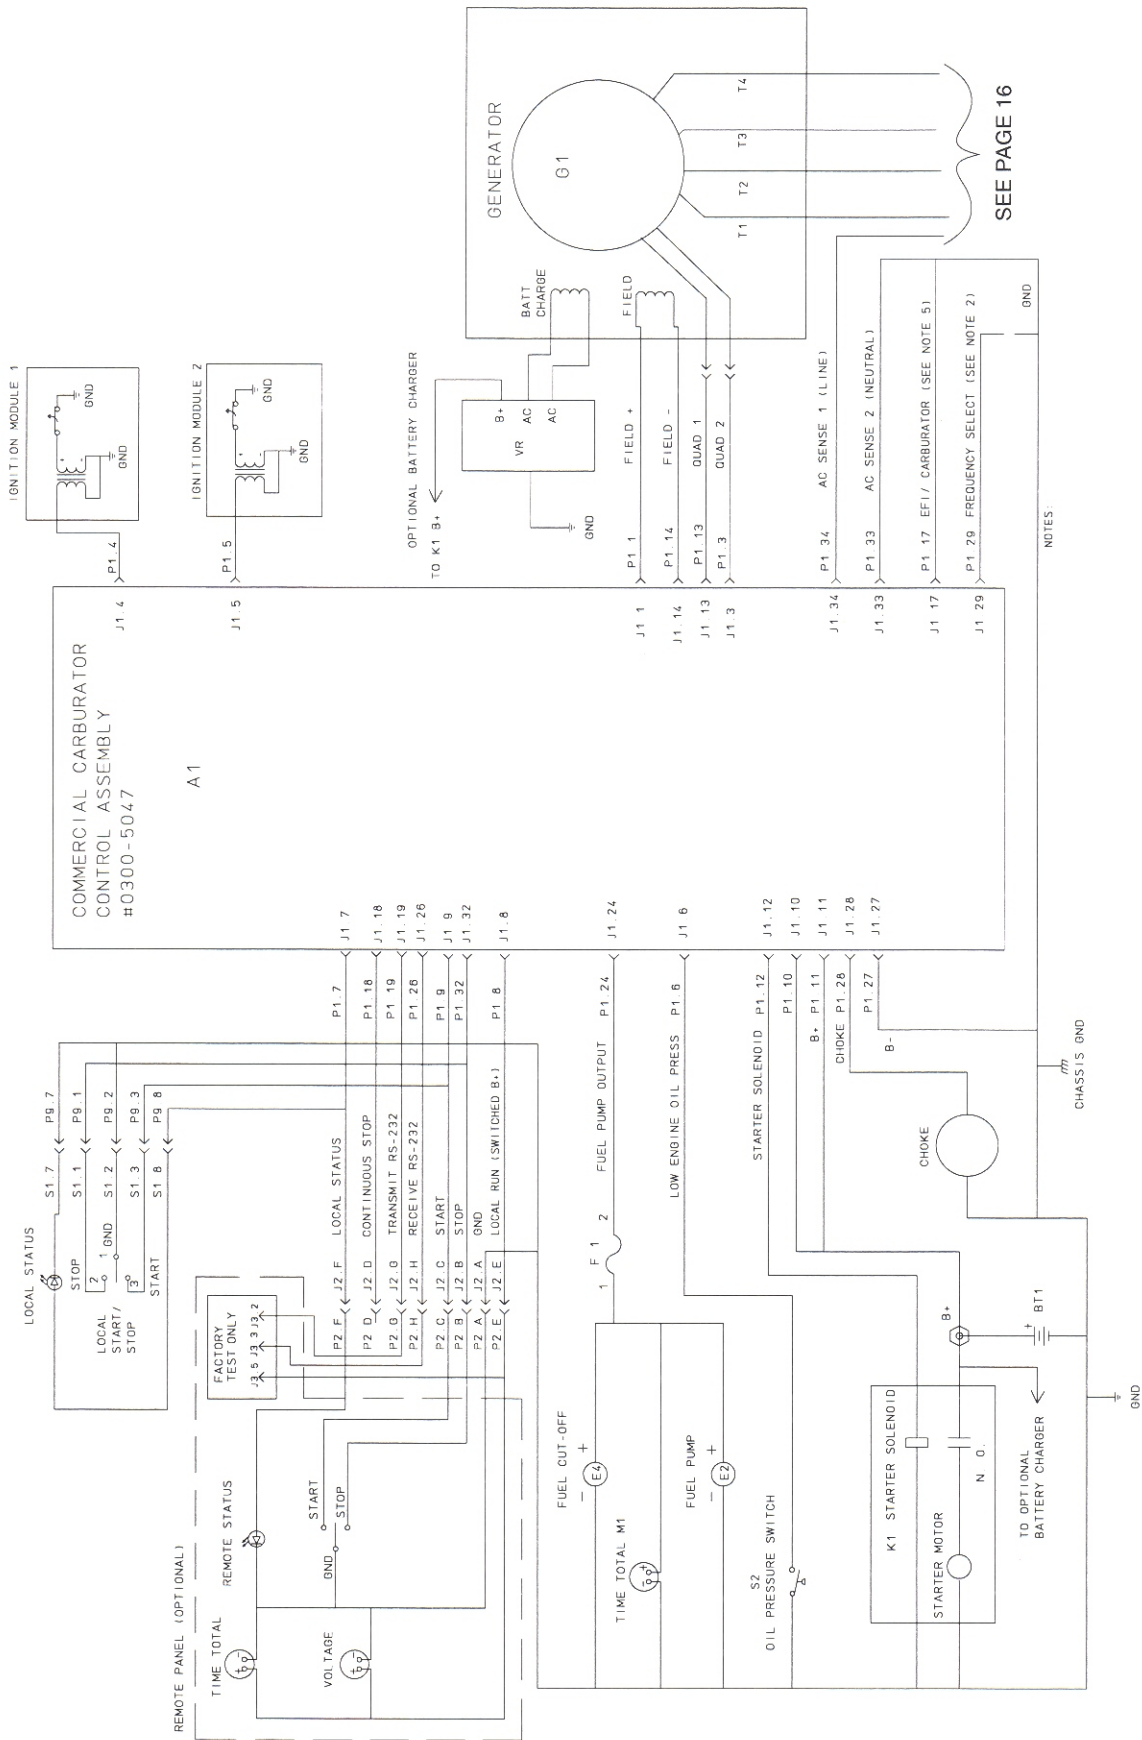 IGNITION MODULE 1
GND
GND
IGNITION MODULE 2
GND
GND
P1.4
P1.5
J1.4
J1.5
COMMERCIAL CARBURATOR
CONTROL ASSEMBLY
#0300-5047
A1
GENERATOR
G1
T1
T2
T3
T4
SEE PAGE 16
BATT
CHARGE
FIELD
OPTIONAL BATTERY CHARGER
TO K1 B+
B+
AC
AC
VR
GND
P1 1 FIELD +
P1.14 FIELD -
P1.13 QUAD 1
P1.3 QUAD 2
J1 1
J1.14
J1.13
J1.3
P1 34 AC SENSE 1 (LINE)
P1.33 AC SENSE 2 (NEUTRAL)
P1 17 EFI/ CARBURATOR (SEE NOTE 5)
P1 29 FREQUENCY SELECT (SEE NOTE 2)
J1.34
J1.33
J1 17
J1 29
GND
NOTES:
J1 7
J1.18
J1.19
J1.26
J1 9
J1.32
J1.8
J1.24
J1 6
J1.12
J1.10
J1 11
J1.28
J1.27
P1.7
P1.18
P1 19
P1.26
P1 9
P1.32
P1 8
P9.7
P9.1
P9.2
P9.3
P9 8
S1.7
S1.1
S1.2
S1.3
S1 8
LOCAL STATUS
STOP
2
1 GND
3
LOCAL
START/
STOP
START
P2 F J2.F LOCAL STATUS
P2 D J2.D CONTINUOUS STOP
P2 G J2.G TRANSMIT RS-232
P2 H J2.H RECEIVE RS-232
P2 C J2.C START
P2 B J2.B STOP
P2 A J2.A GND
P2 E J2.E LOCAL RUN (SWITCHED B+)
FACTORY
TEST ONLY
J3 5 J3 3 J3 2
REMOTE PANEL (OPTIONAL)
TIME TOTAL
+ -
REMOTE STATUS
VOLTAGE
+ -
GND
START
STOP
1 F 1 2 FUEL PUMP OUTPUT P1.24
LOW ENGINE OIL PRESS P1.6
STARTER SOLENOID P1.12
P1.10
B+ P1.11
CHOKE P1.28
B- P1.27
CHOKE
CHASSIS GND
FUEL CUT-OFF
- E4 +
TIME TOTAL M1
- +
FUEL PUMP
- E2 +
S2
OIL PRESSURE SWITCH
K1 STARTER SOLENOID
STARTER MOTOR
N O.
B+
+ BT1
TO OPTIONAL
BATTERY CHARGER
GND